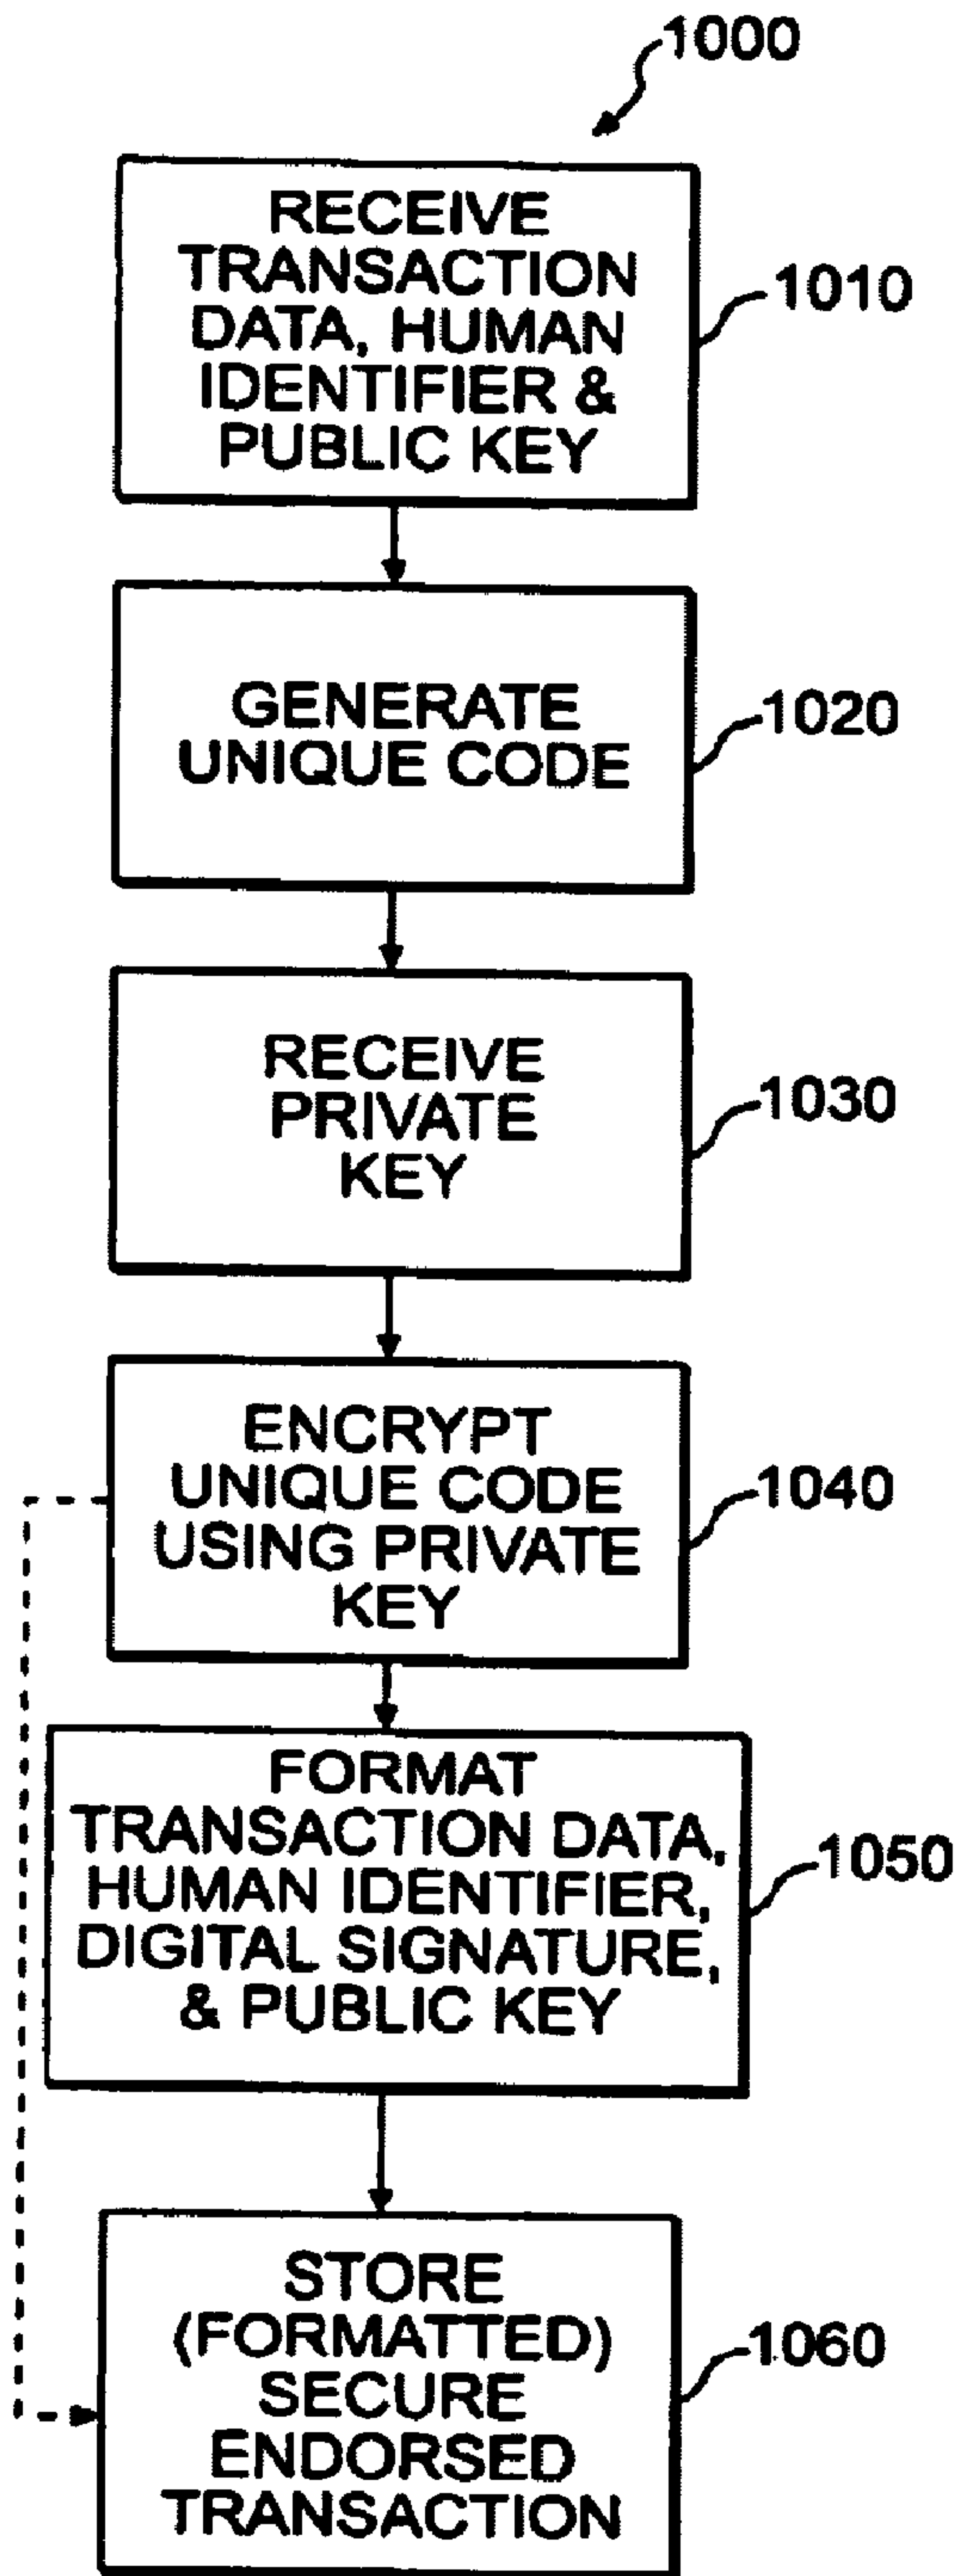 1000
RECEIVE
TRANSACTION
DATA, HUMAN
IDENTIFIER &
PUBLIC KEY
1010
GENERATE
UNIQUE CODE
1020
RECEIVE
PRIVATE
KEY
1030
ENCRYPT
UNIQUE CODE
USING PRIVATE
KEY
1040
FORMAT
TRANSACTION DATA,
HUMAN IDENTIFIER,
DIGITAL SIGNATURE,
& PUBLIC KEY
1050
STORE
(FORMATTED)
SECURE
ENDORSED
TRANSACTION
1060